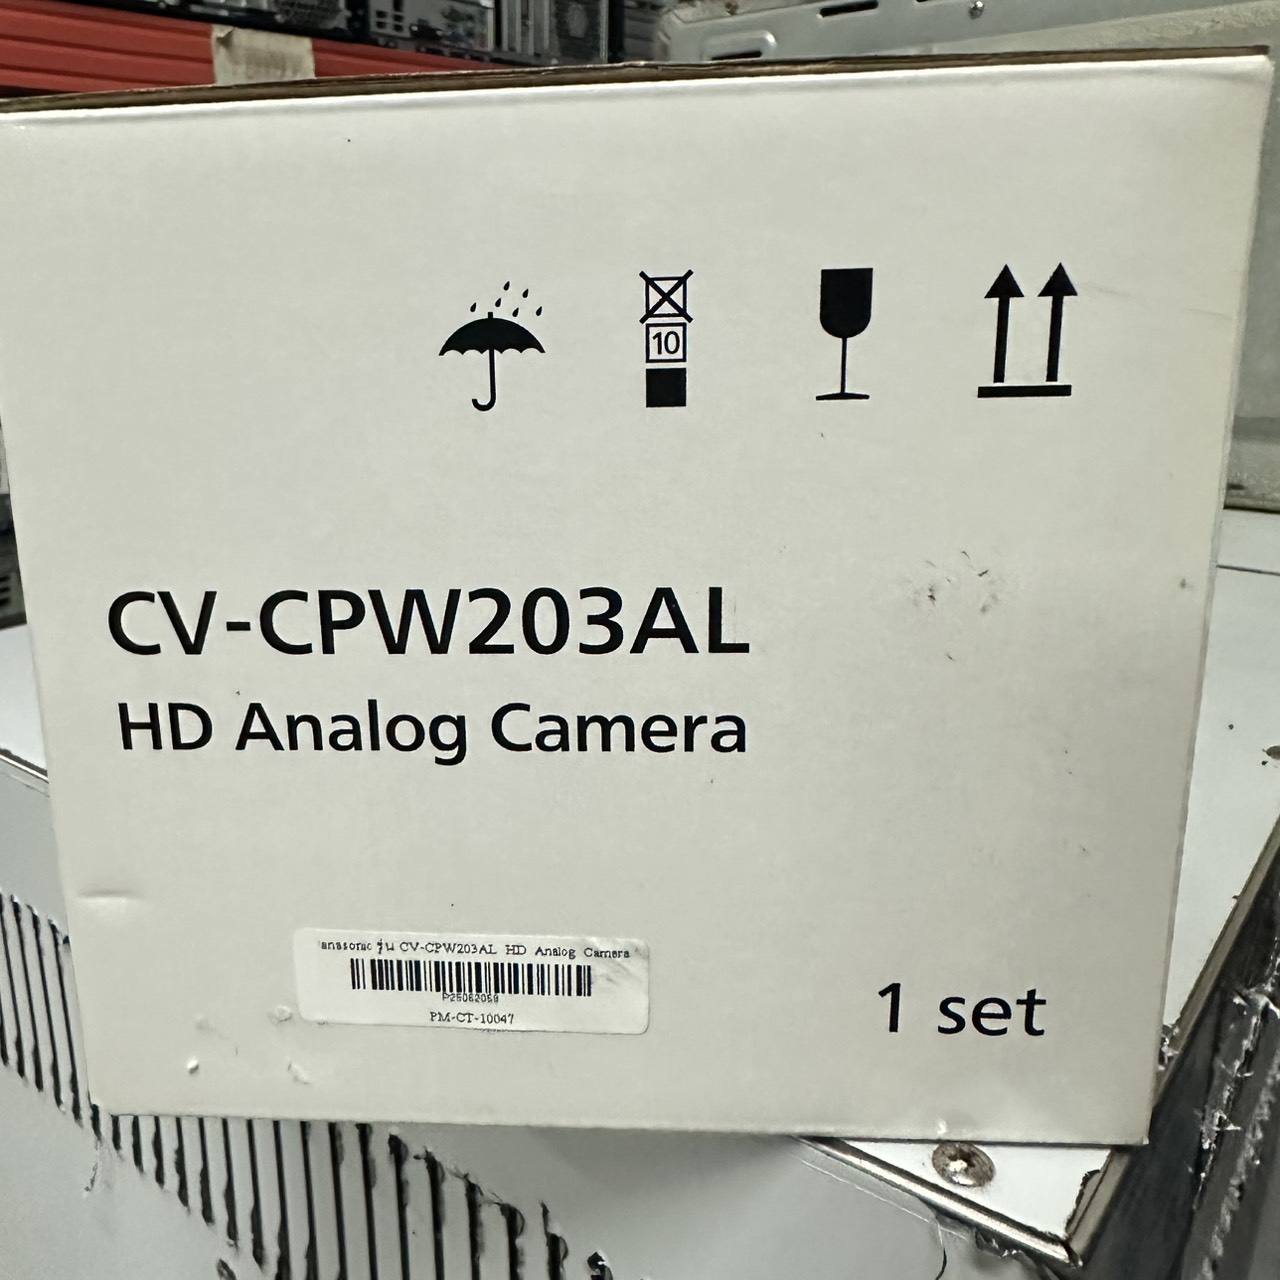 10
CV-CPW203AL
HD Analog Camera
anasonic รุ่น CV-CPW203AL HD Analog Camera
P25062059
PM-CT-10047
1 set